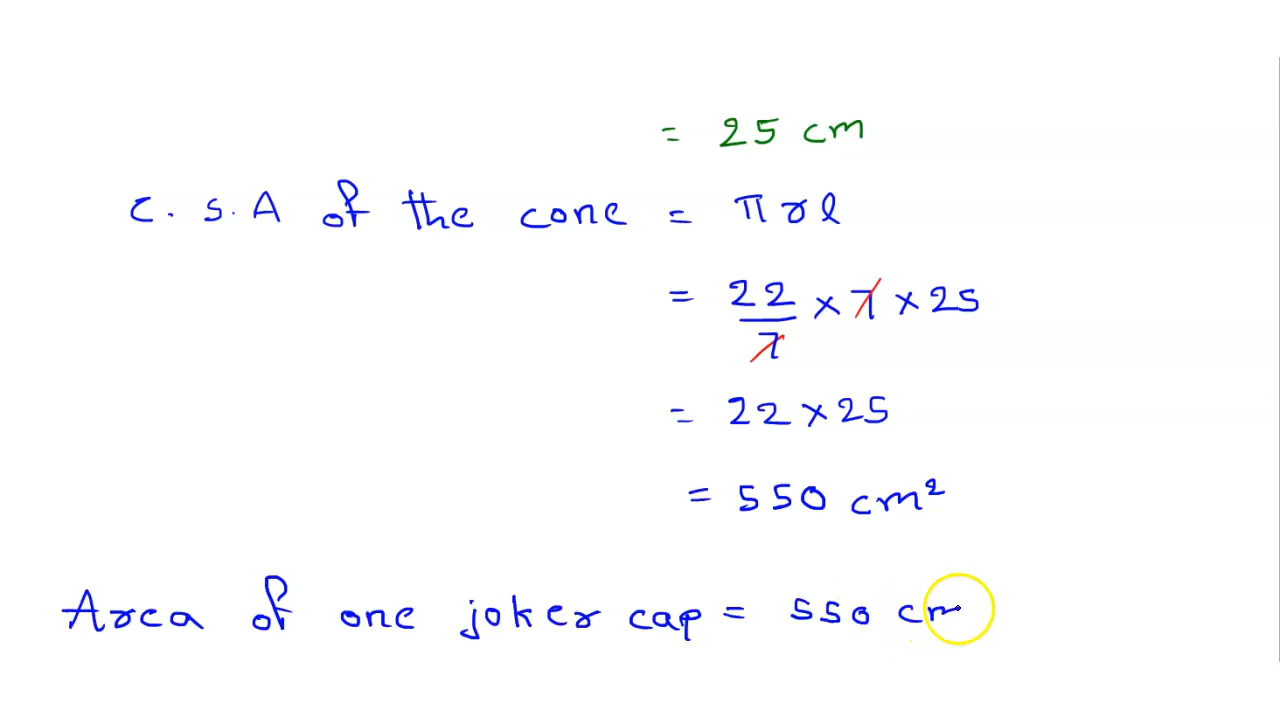 = 25 cm
C. S.A of the cone = πrl
= 22/7 × 7 × 25
= 22 × 25
= 550 cm²
Area of one joker cap = 550 cm